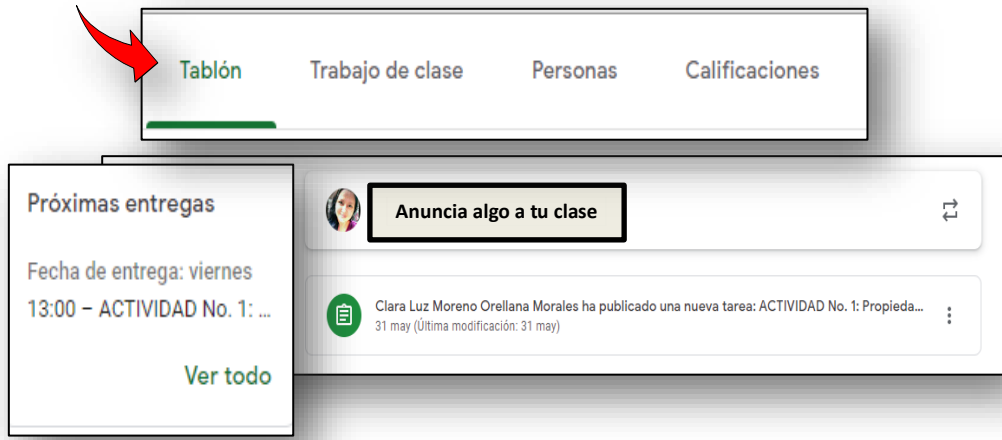 Tablón Trabajo de clase Personas Calificaciones
Próximas entregas
Fecha de entrega: viernes
13:00 – ACTIVIDAD No. 1: ...
Ver todo
Anuncia algo a tu clase
Clara Luz Moreno Orellana Morales ha publicado una nueva tarea: ACTIVIDAD No. 1: Propieda...
31 may (Última modificación: 31 may)